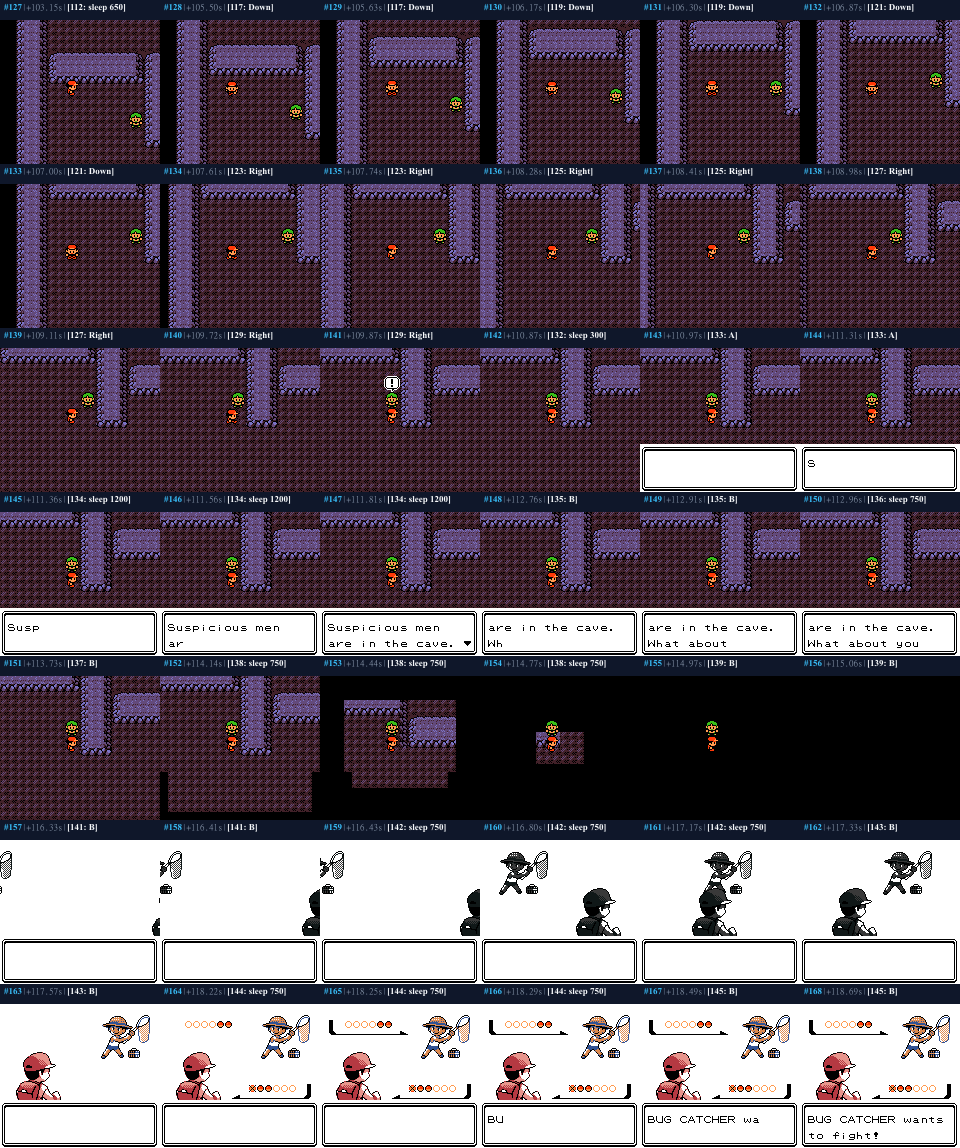 #127|+103.15s| [112: sleep 650]
#128|+105.50s| [117: Down]
#129|+105.63s| [117: Down]
#130|+106.17s| [119: Down]
#131|+106.30s| [119: Down]
#132|+106.87s| [121: Down]
#133|+107.00s| [121: Down]
#134|+107.61s| [123: Right]
#135|+107.74s| [123: Right]
#136|+108.28s| [125: Right]
#137|+108.41s| [125: Right]
#138|+108.98s| [127: Right]
#139|+109.11s| [127: Right]
#140|+109.72s| [129: Right]
#141|+109.87s| [129: Right]
#142|+110.87s| [132: sleep 300]
#143|+110.97s| [133: A]
#144|+111.31s| [133: A]
!
S
#145|+111.36s| [134: sleep 1200]
#146|+111.56s| [134: sleep 1200]
#147|+111.81s| [134: sleep 1200]
#148|+112.76s| [135: B]
#149|+112.91s| [135: B]
#150|+112.96s| [136: sleep 750]
Susp
Suspicious men
ar
Suspicious men
are in the cave.
are in the cave.
Wh
are in the cave.
What about
are in the cave.
What about you
#151|+113.73s| [137: B]
#152|+114.14s| [138: sleep 750]
#153|+114.44s| [138: sleep 750]
#154|+114.77s| [138: sleep 750]
#155|+114.97s| [139: B]
#156|+115.06s| [139: B]
#157|+116.33s| [141: B]
#158|+116.41s| [141: B]
#159|+116.43s| [142: sleep 750]
#160|+116.80s| [142: sleep 750]
#161|+117.17s| [142: sleep 750]
#162|+117.33s| [143: B]
#163|+117.57s| [143: B]
#164|+118.22s| [144: sleep 750]
#165|+118.25s| [144: sleep 750]
#166|+118.29s| [144: sleep 750]
#167|+118.49s| [145: B]
#168|+118.69s| [145: B]
BU
BUG CATCHER wa
BUG CATCHER wants
to fight!